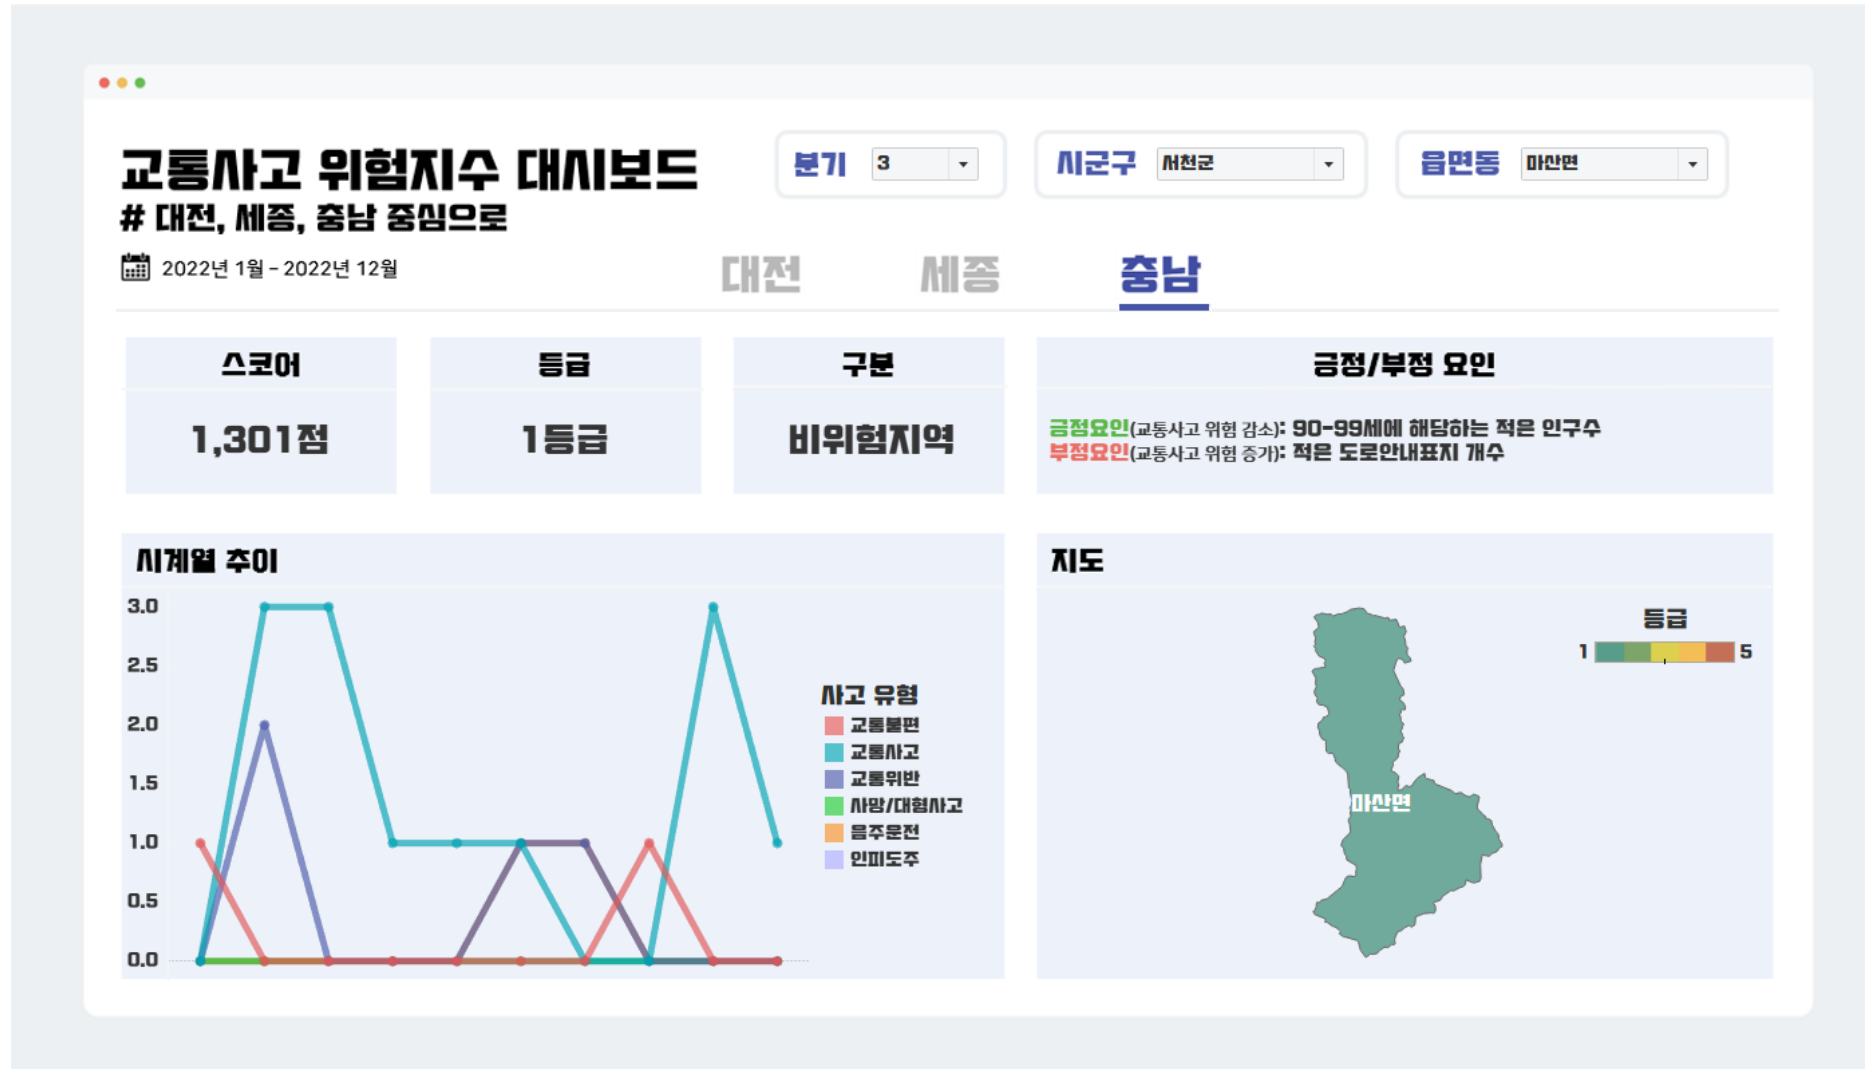 교통사고 위험지수 대시보드
# 대전, 세종, 충남 중심으로
2022년 1월 - 2022년 12월
분기 3
시군구 서천군
읍면동 마산면
대전 세종 충남
스코어
1,301점
등급
1등급
구분
비위험지역
긍정/부정 요인
긍정요인(교통사고 위험 감소): 90-99세에 해당하는 적은 인구수
부정요인(교통사고 위험 증가): 적은 도로안내표지 개수
시계열 추이
3.0
2.5
2.0
1.5
1.0
0.5
0.0
사고 유형
교통불편
교통사고
교통위반
사망/대형사고
음주운전
인피도주
지도
등급
1 5
마산면